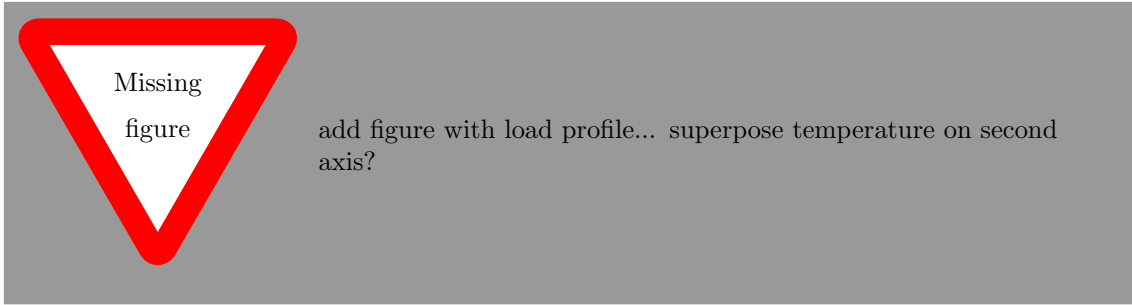 Missing
figure
add figure with load profile... superpose temperature on second
axis?